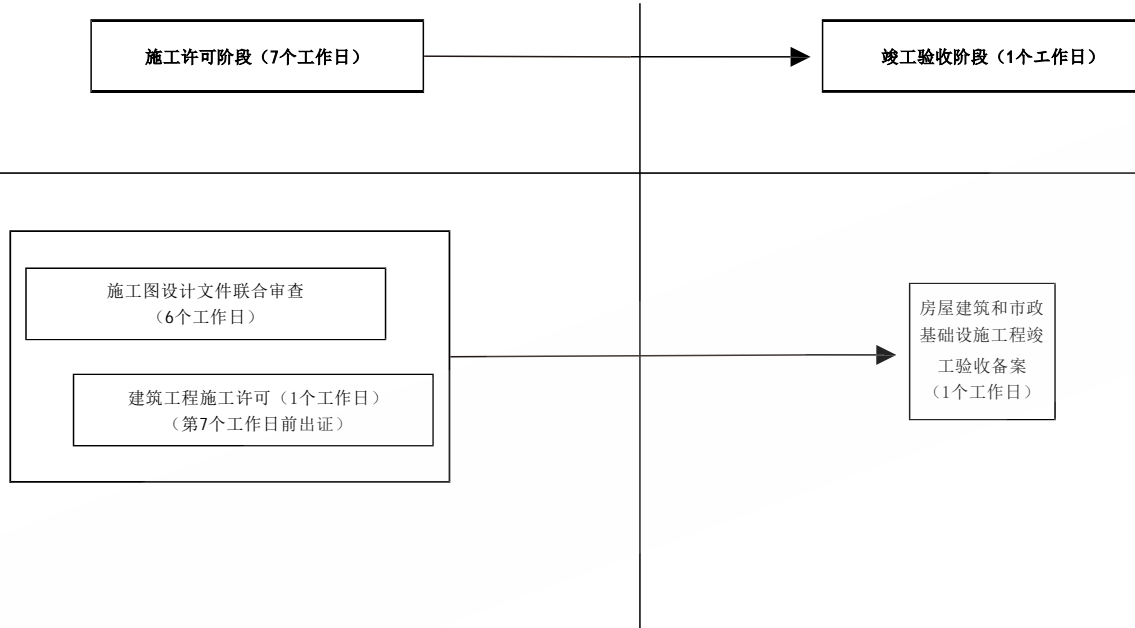 施工许可阶段（7个工作日）
竣工验收阶段（1个工作日）
施工图设计文件联合审查
（6个工作日）
建筑工程施工许可（1个工作日）
（第7个工作日前出证）
房屋建筑和市政
基础设施工程竣
工验收备案
（1个工作日）